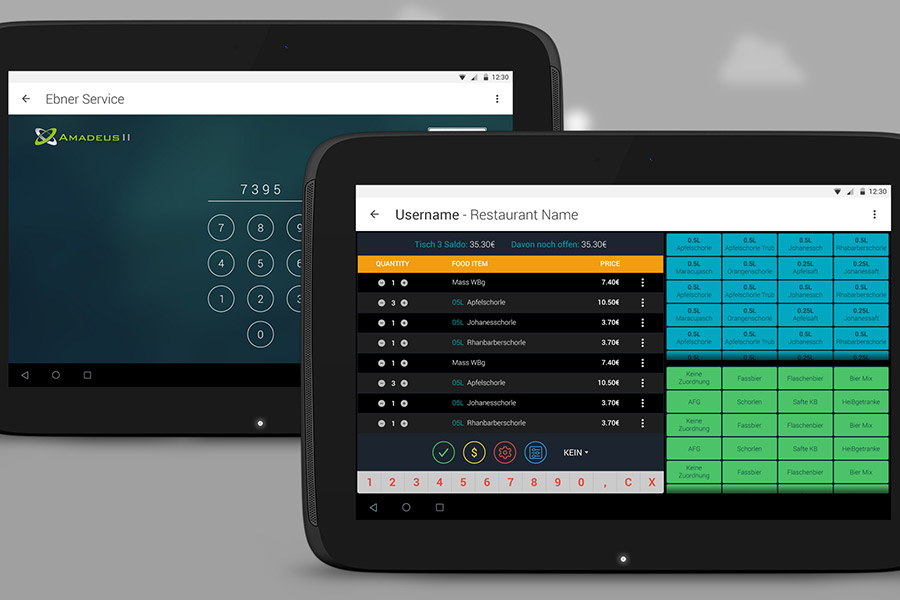 12:30
Ebner Service
AMADEUS II
7395
7 8 9
4 5 6
1 2 3
0
12:30
Username - Restaurant Name
Tisch 3 Saldo: 35.30€ Davon noch offen: 35.30€
QUANTITY FOOD ITEM PRICE
1 Mass WBg 7.40€
3 05L Apfelschorle 10.50€
1 05L Johanesschorle 3.70€
1 05L Rhanbarberschorle 3.70€
1 Mass WBg 7.40€
3 05L Apfelschorle 10.50€
1 05L Johanesschorle 3.70€
1 05L Rhanbarberschorle 3.70€
$ KEIN
1 2 3 4 5 6 7 8 9 0 , C X
0.5L 0.5L 0.5L 0.5L
Apfelschorle Apfelschorle Trub Johanessch Rhabarberschorle
0.5L 0.5L 0.25L 0.25L
Maracujasch Orangenschorle Apfelsaft Johanessaft
0.5L 0.5L 0.5L 0.5L
Apfelschorle Apfelschorle Trub Johanessch Rhabarberschorle
0.5L 0.5L 0.25L 0.25L
Maracujasch Orangenschorle Apfelsaft Johanessaft
0.5L 0.5L 0.5L 0.5L
Apfelschorle Apfelschorle Trub Johanessch Rhabarberschorle
0.5L 0.5L 0.25L 0.25L
Keine Zuordnung Fassbier Flaschenbier Bier Mix
AFG Schorlen Safte KB Heißgetranke
Keine Zuordnung Fassbier Flaschenbier Bier Mix
AFG Schorlen Safte KB Heißgetranke
Keine Zuordnung Fassbier Flaschenbier Bier Mix